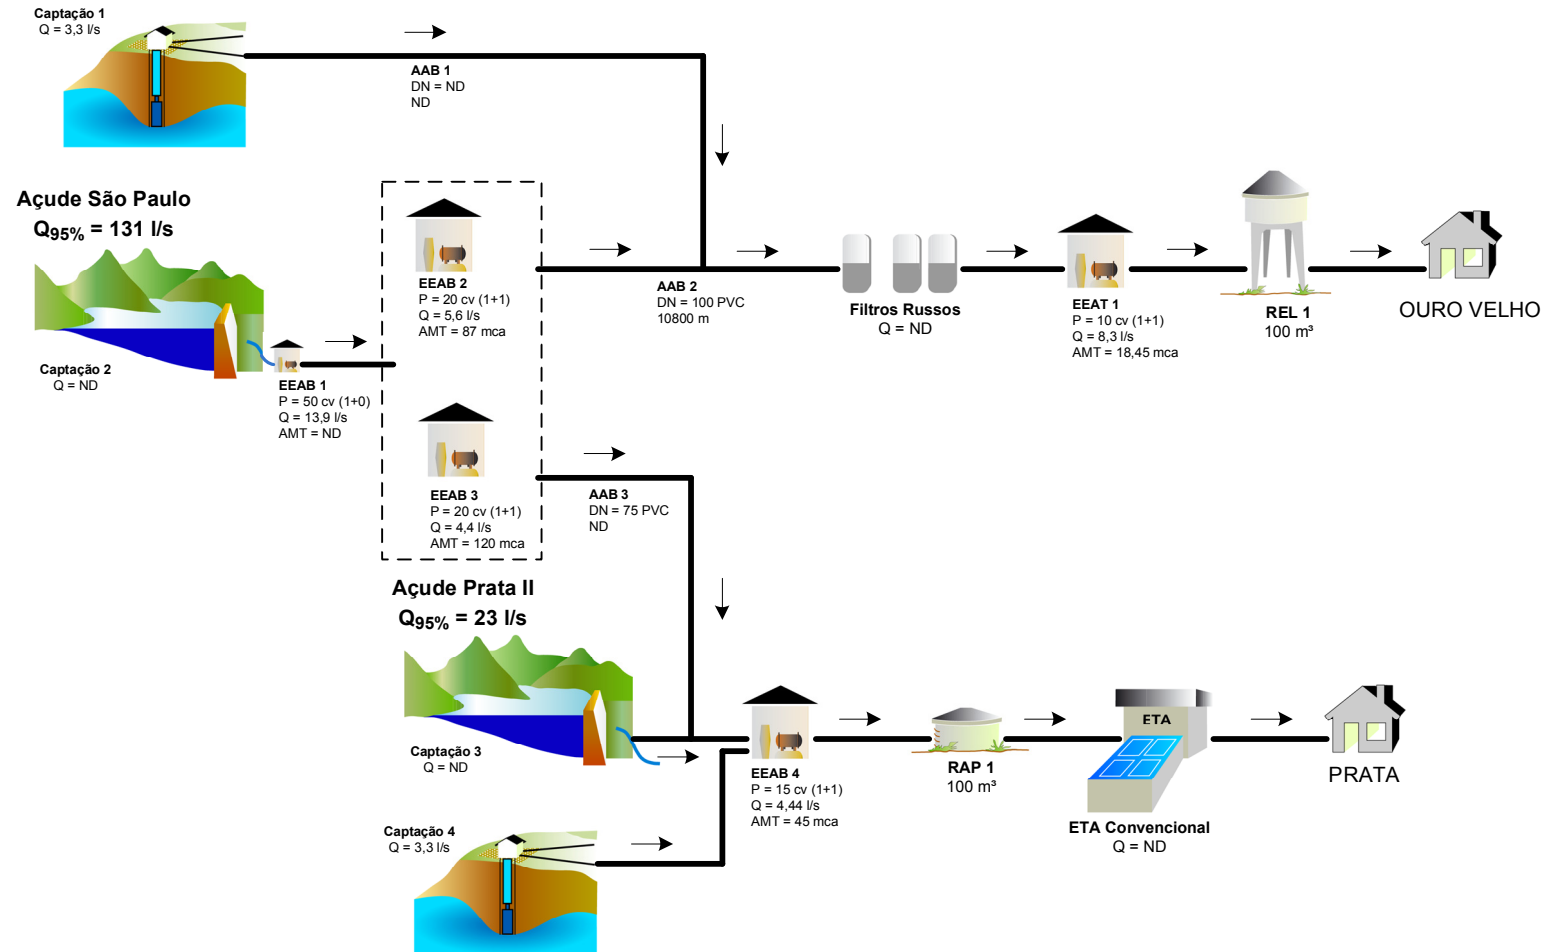 Captação 1
Q = 3,3 l/s
AAB 1
DN = ND
ND
Açude São Paulo
Q95% = 131 l/s
Captação 2
Q = ND
EEAB 1
P = 50 cv (1+0)
Q = 13,9 l/s
AMT = ND
EEAB 2
P = 20 cv (1+1)
Q = 5,6 l/s
AMT = 87 mca
AAB 2
DN = 100 PVC
10800 m
Filtros Russos
Q = ND
EEAT 1
P = 10 cv (1+1)
Q = 8,3 l/s
AMT = 18,45 mca
REL 1
100 m³
OURO VELHO
EEAB 3
P = 20 cv (1+1)
Q = 4,4 l/s
AMT = 120 mca
AAB 3
DN = 75 PVC
ND
Açude Prata II
Q95% = 23 l/s
Captação 3
Q = ND
EEAB 4
P = 15 cv (1+1)
Q = 4,44 l/s
AMT = 45 mca
RAP 1
100 m³
ETA
ETA Convencional
Q = ND
PRATA
Captação 4
Q = 3,3 l/s